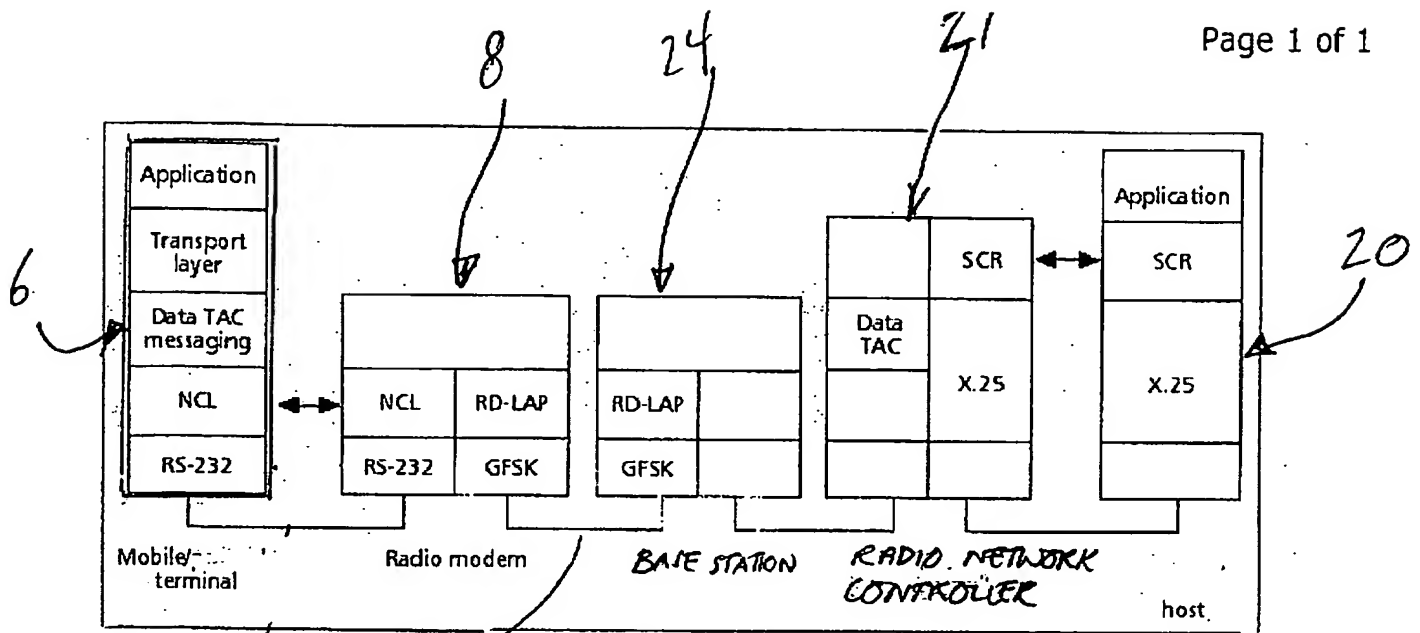 Page 1 of 1
8
24
21
6
20
Application
Transport
layer
Data TAC
messaging
NCL
RS-232
NCL
RD-LAP
RS-232
GFSK
RD-LAP
GFSK
Data
TAC
SCR
X.25
Application
SCR
X.25
Mobile/
terminal
Radio modem
BASE STATION
RADIO NETWORK
CONTROLLER
host